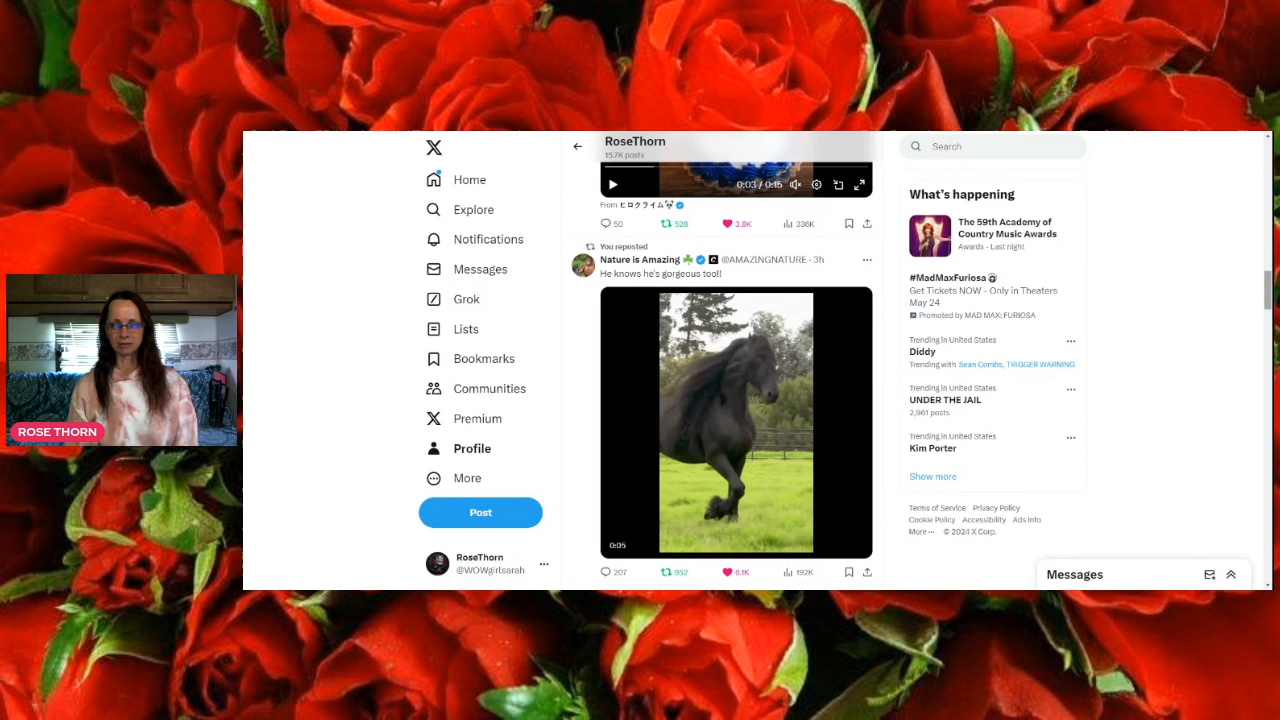 ROSE THORN
Home
Explore
Notifications
Messages
Grok
Lists
Bookmarks
Communities
Premium
Profile
More
Post
RoseThorn
@WOWgirlsarah
RoseThorn
15.7K posts
0:03 / 0:15
From ヒロクライム
50
528
3.8K
336K
You reposted
Nature is Amazing ☘️ @AMAZlNGNATURE · 3h
He knows he's gorgeous too!!
0:05
207
952
6.1K
192K
Search
What's happening
The 59th Academy of
Country Music Awards
Awards · Last night
#MadMaxFuriosa
Get Tickets NOW - Only in Theaters
May 24
Promoted by MAD MAX: FURIOSA
Trending in United States
Diddy
Trending with Sean Combs, TRIGGER WARNING
Trending in United States
UNDER THE JAIL
2,961 posts
Trending in United States
Kim Porter
Show more
Terms of Service Privacy Policy
Cookie Policy Accessibility Ads info
More ··· © 2024 X Corp.
Messages